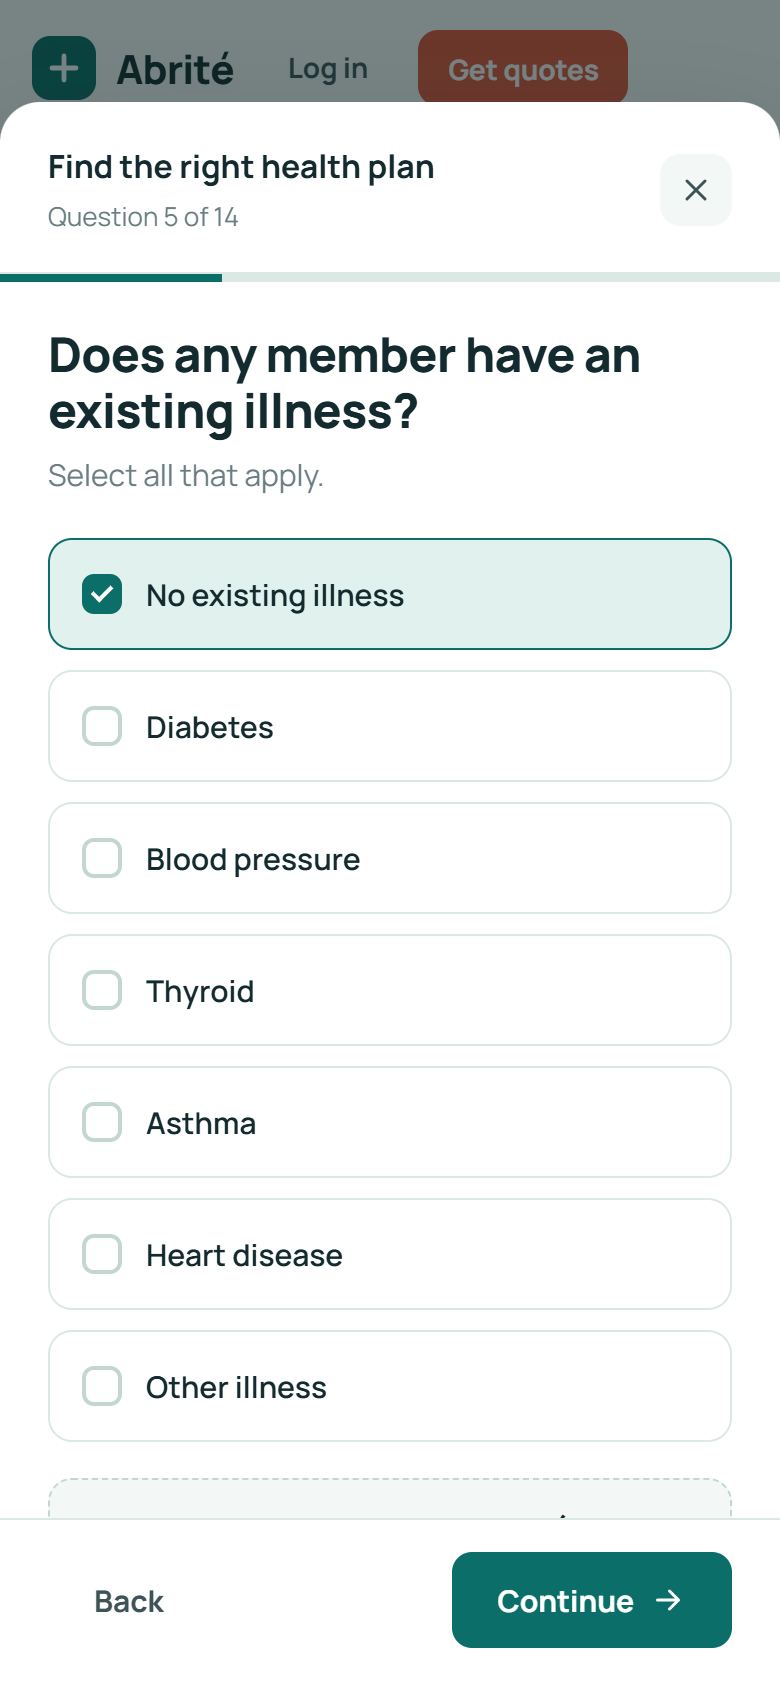 Abrité
Log in
Get quotes
Find the right health plan
Question 5 of 14
Does any member have an
existing illness?
Select all that apply.
No existing illness
Diabetes
Blood pressure
Thyroid
Asthma
Heart disease
Other illness
Back
Continue